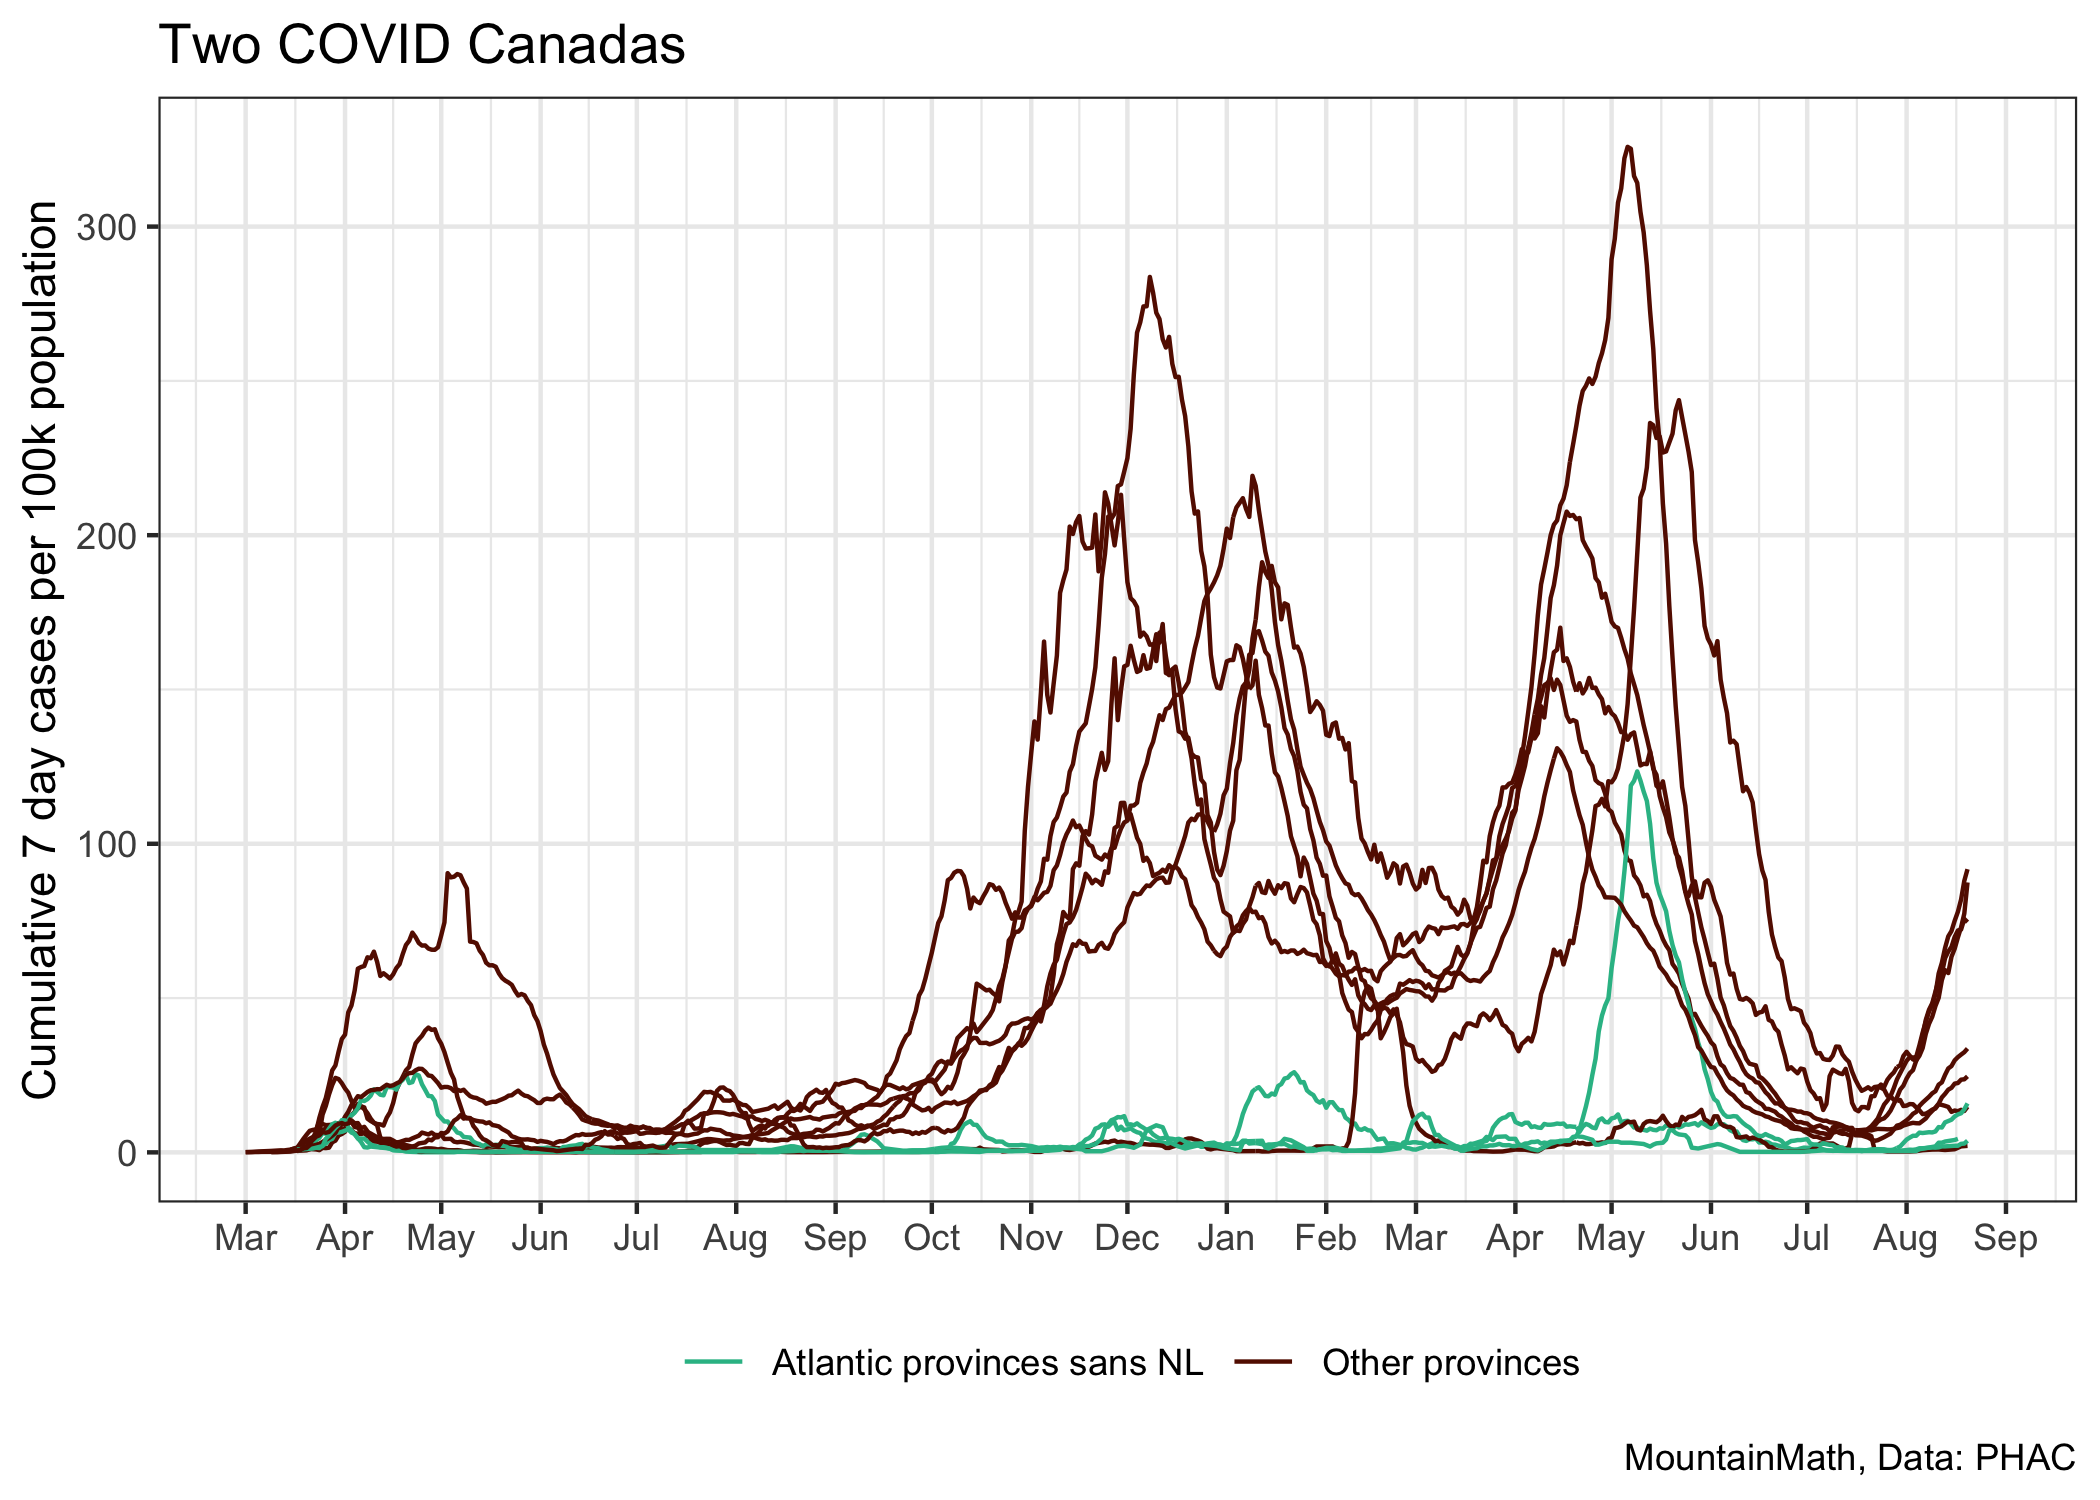 Two COVID Canadas
Cumulative 7 day cases per 100k population
300
200
100
0
Mar Apr May Jun Jul Aug Sep Oct Nov Dec Jan Feb Mar Apr May Jun Jul Aug Sep
Atlantic provinces sans NL Other provinces
MountainMath, Data: PHAC